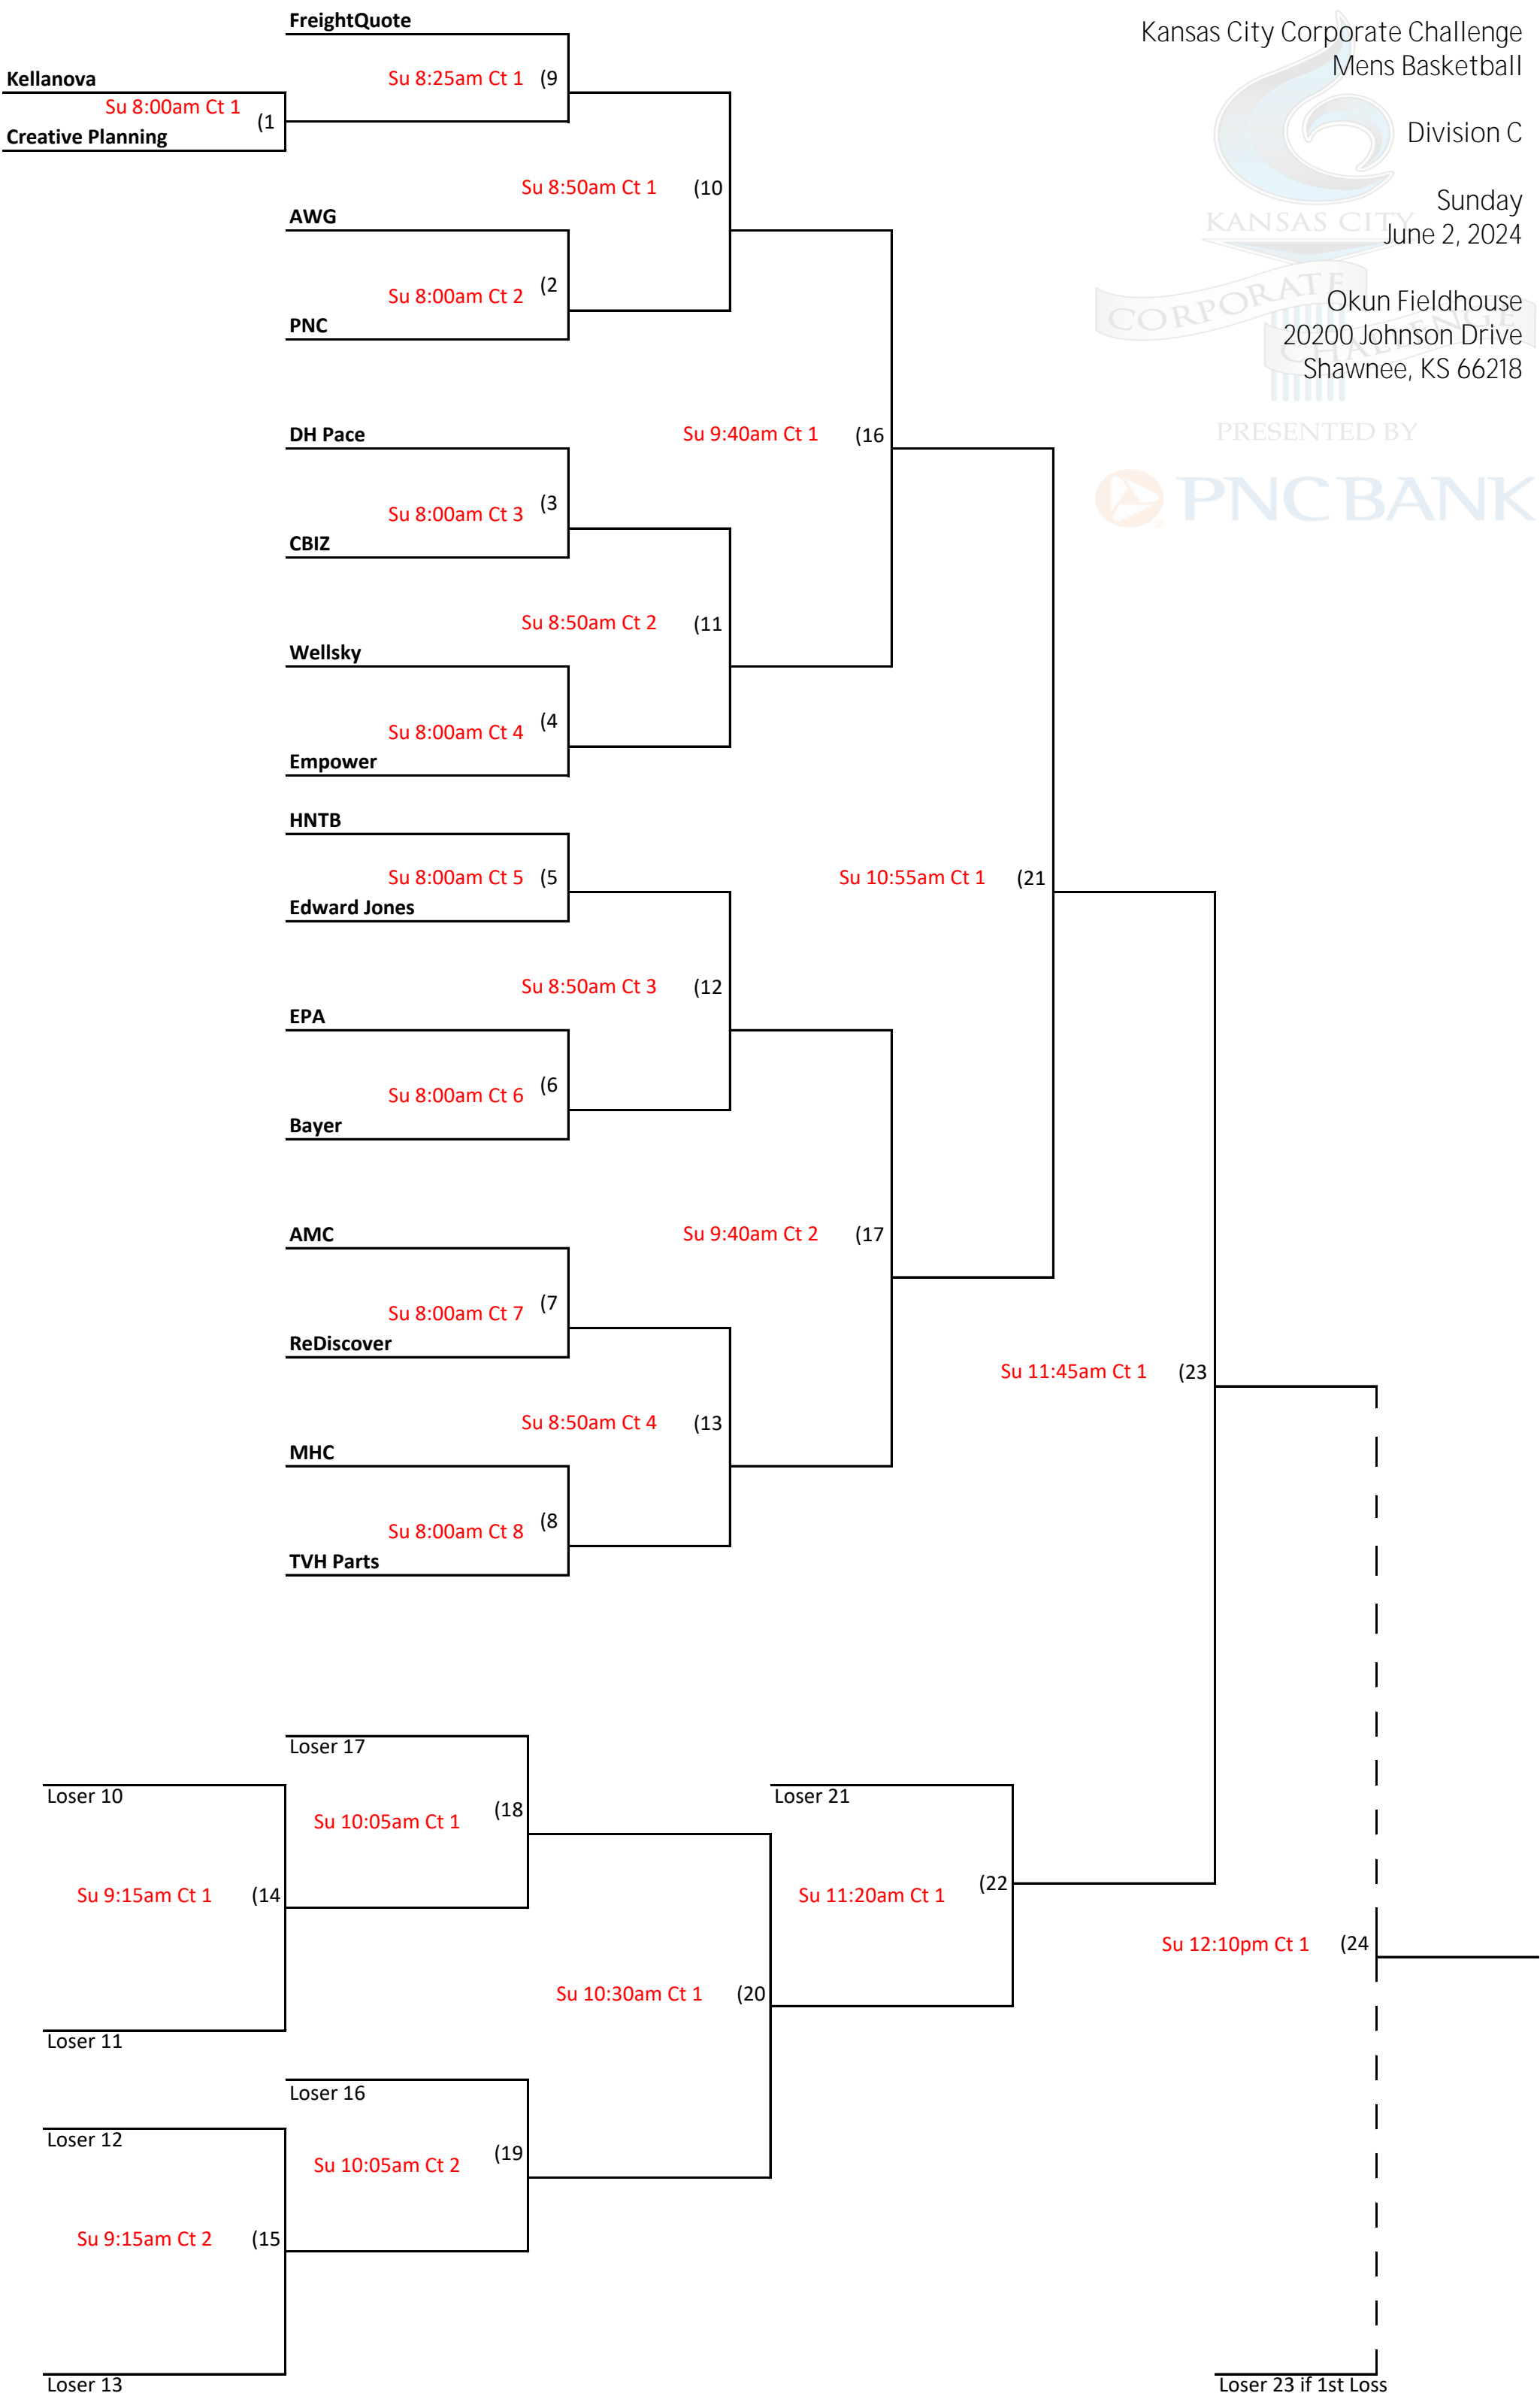 FreightQuote
Kansas City Corporate Challenge
Mens Basketball
Kellanova
Su 8:25am Ct 1 (9
Su 8:00am Ct 1 (1
Creative Planning
Division C
Su 8:50am Ct 1 (10
Sunday
June 2, 2024
KANSAS CITY
AWG
Su 8:00am Ct 2 (2
PNC
CORPORATE
CHALLENGE
Okun Fieldhouse
20200 Johnson Drive
Shawnee, KS 66218
PRESENTED BY
PNC BANK
DH Pace
Su 9:40am Ct 1 (16
Su 8:00am Ct 3 (3
CBIZ
Su 8:50am Ct 2 (11
Wellsky
Su 8:00am Ct 4 (4
Empower
HNTB
Su 8:00am Ct 5 (5
Su 10:55am Ct 1 (21
Edward Jones
Su 8:50am Ct 3 (12
EPA
Su 8:00am Ct 6 (6
Bayer
AMC
Su 9:40am Ct 2 (17
Su 8:00am Ct 7 (7
ReDiscover
Su 11:45am Ct 1 (23
Su 8:50am Ct 4 (13
MHC
Su 8:00am Ct 8 (8
TVH Parts
Loser 17
Loser 10
Loser 21
Su 10:05am Ct 1 (18
Su 9:15am Ct 1 (14
Su 11:20am Ct 1 (22
Su 12:10pm Ct 1 (24
Su 10:30am Ct 1 (20
Loser 11
Loser 16
Loser 12
Su 10:05am Ct 2 (19
Su 9:15am Ct 2 (15
Loser 13
Loser 23 if 1st Loss